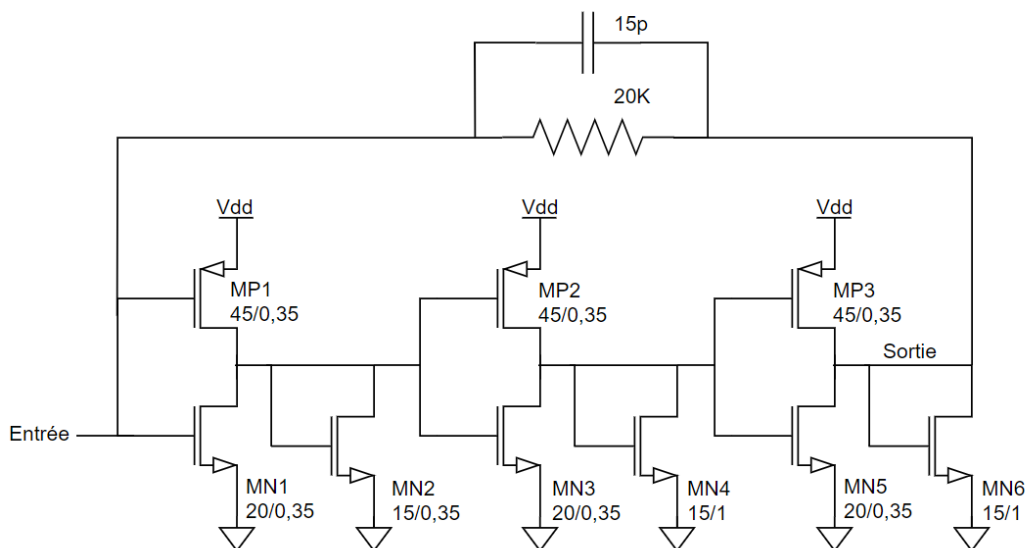 15p
20K
Vdd
Vdd
Vdd
MP1
45/0,35
MP2
45/0,35
MP3
45/0,35
Sortie
Entrée
MN1
20/0,35
MN2
15/0,35
MN3
20/0,35
MN4
15/1
MN5
20/0,35
MN6
15/1